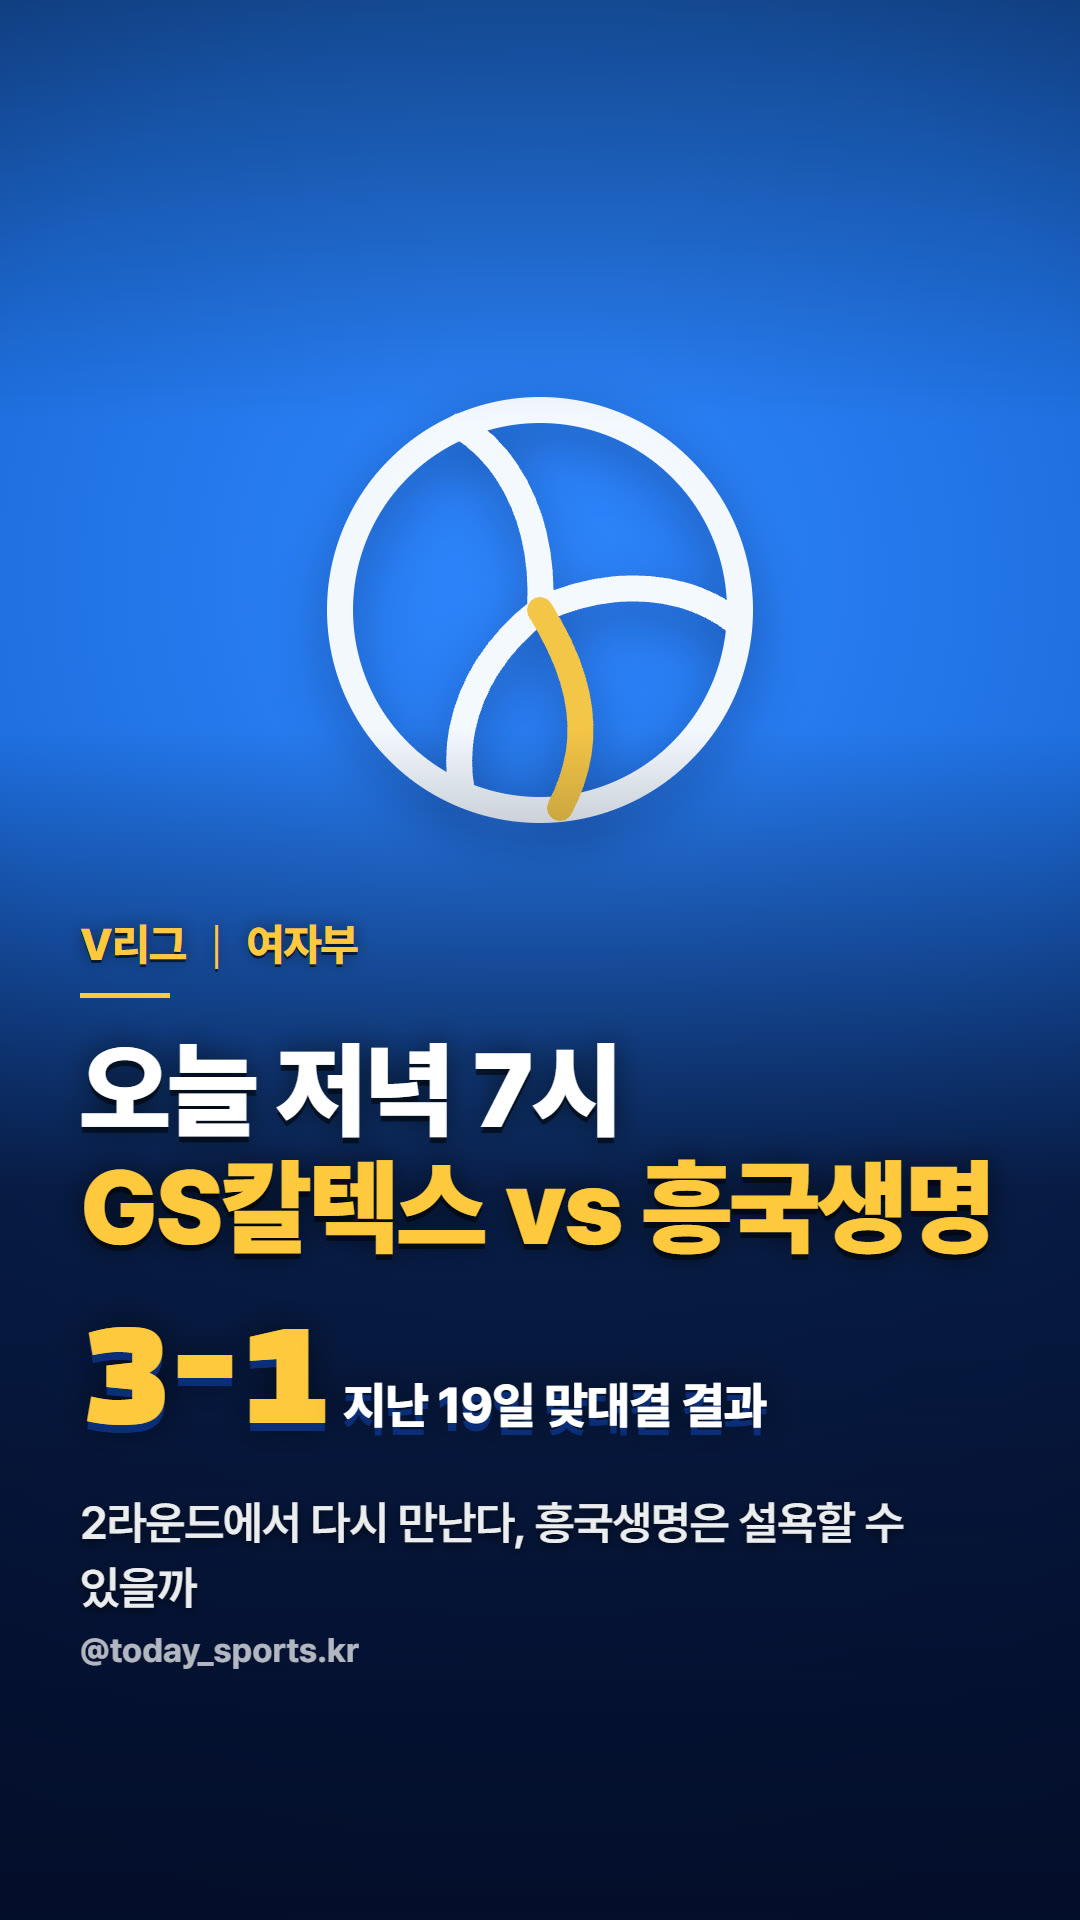 V리그 | 여자부
오늘 저녁 7시
GS칼텍스 vs 흥국생명
3-1 지난 19일 맞대결 결과
2라운드에서 다시 만난다, 흥국생명은 설욕할 수
있을까
@today_sports.kr